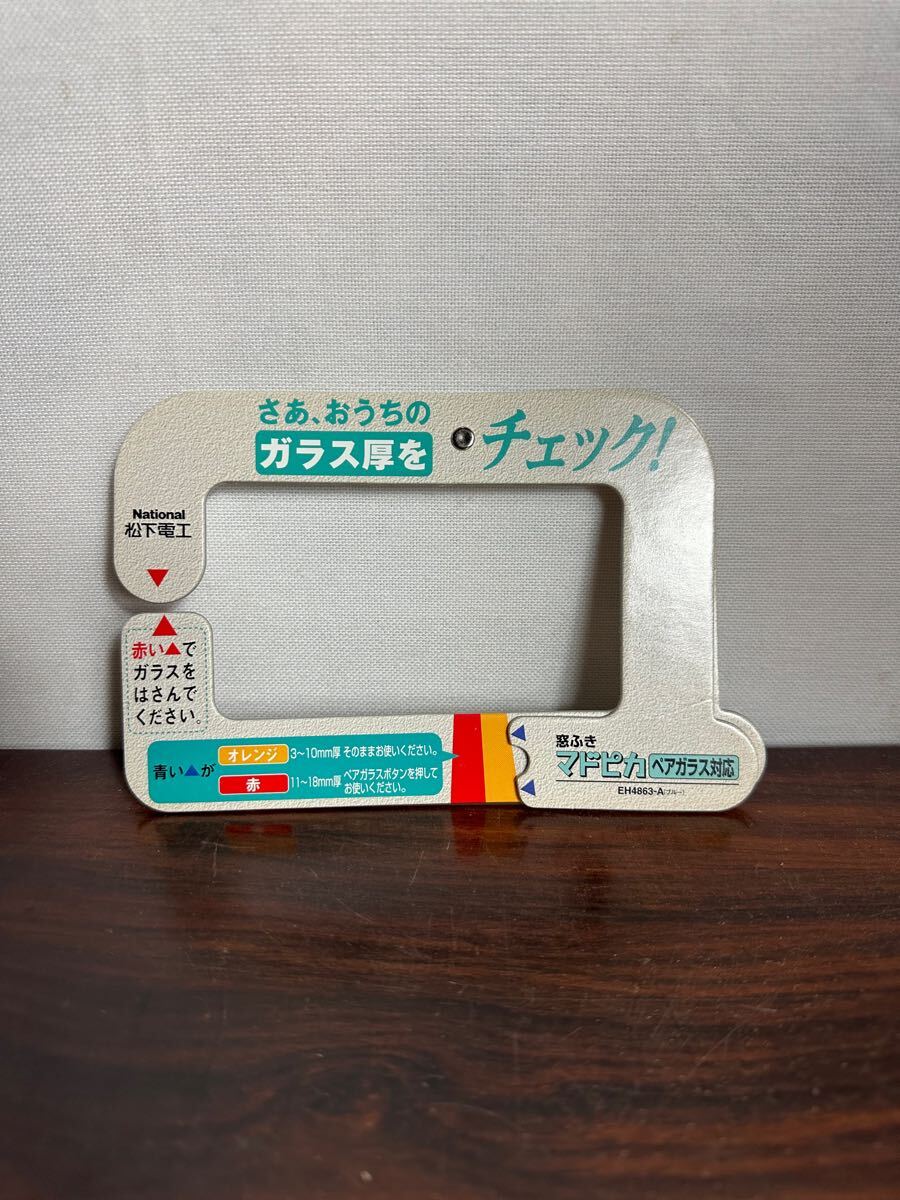 さあ、おうちの
ガラス厚を
チェック!
National
松下電工
赤い▲で
ガラスを
はさんで
ください。
青い▲が
オレンジ 3〜10mm厚 そのままお使いください。
赤 11〜18mm厚 ペアガラスボタンを押して
お使いください。
窓ふき
マドピカ ペアガラス対応
EH4863-A(ブルー)